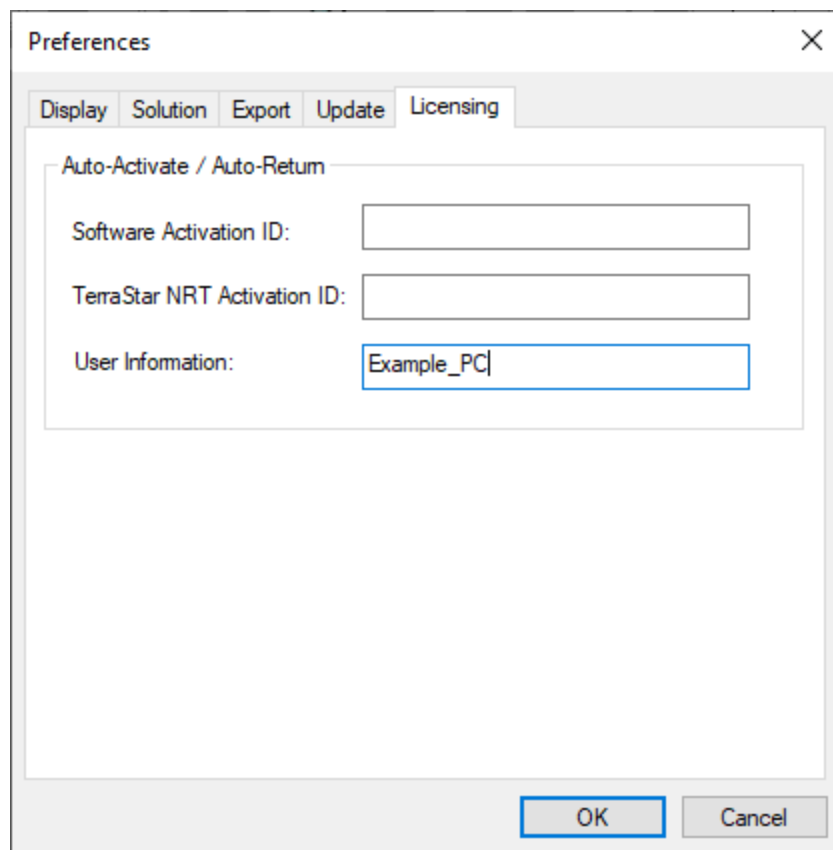 Preferences
Display Solution Export Update Licensing
Auto-Activate / Auto-Return
Software Activation ID:
TerraStar NRT Activation ID:
User Information: Example_PC
OK Cancel